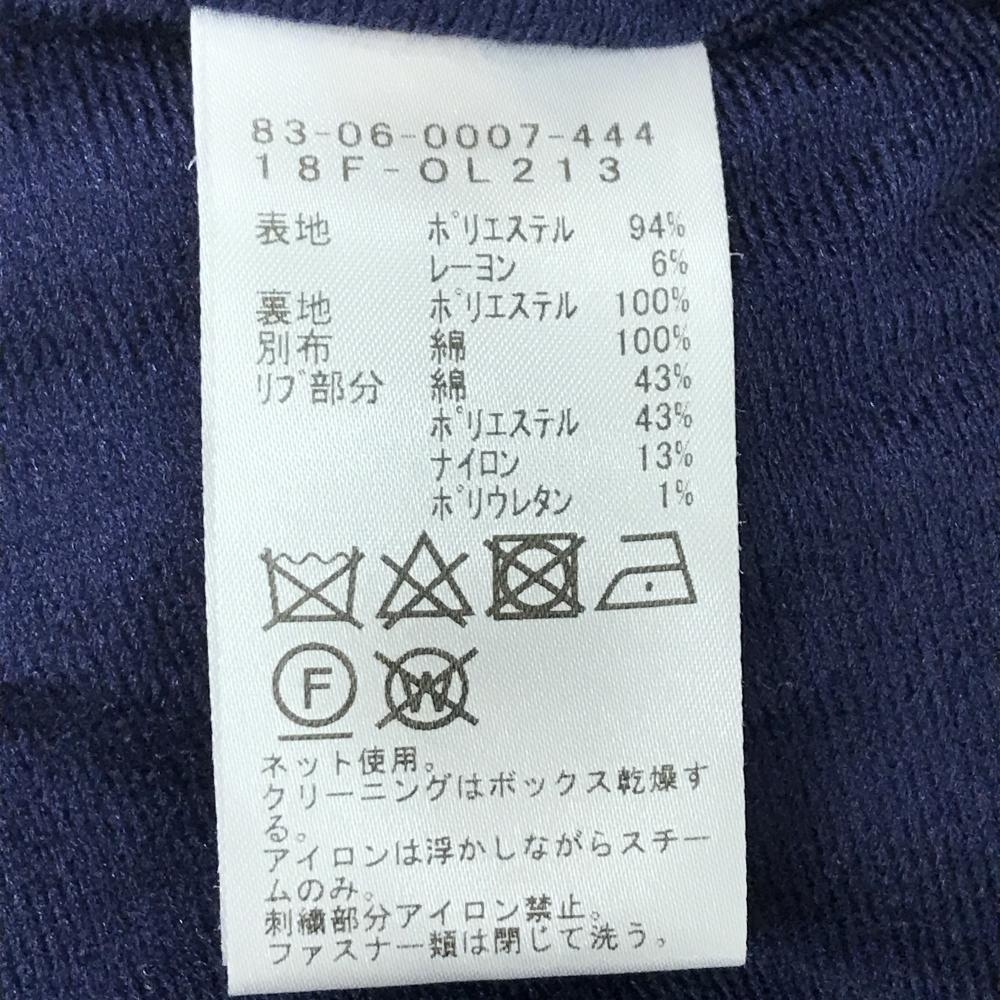 83-06-0007-444
18F-OL213
表地 ポリエステル 94%
レーヨン 6%
裏地 ポリエステル 100%
別布 綿 100%
リブ部分 綿 43%
ポリエステル 43%
ナイロン 13%
ポリウレタン 1%
F W
ネット使用。
クリーニングはボックス乾燥す
る。
アイロンは浮かしながらスチー
ムのみ。
刺繍部分アイロン禁止。
ファスナー類は閉じて洗う。